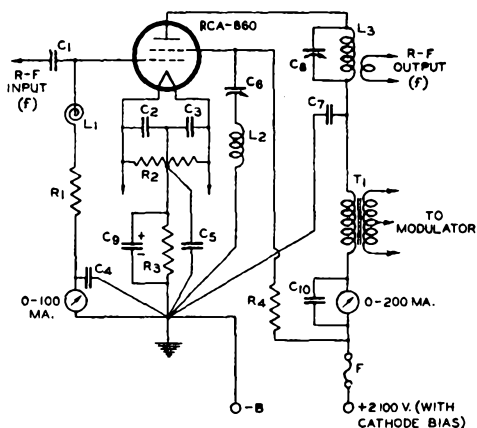 RCA-860
C1
R-F
INPUT
(f)
L1
R1
C4
0-100
MA.
C2
C3
R2
C9
+
-
R3
C5
C6
L2
R4
C8
L3
R-F
OUTPUT
(f)
C7
T1
TO
MODULATOR
C10
0-200 MA.
F
-B
+2100 V. (WITH
CATHODE BIAS)